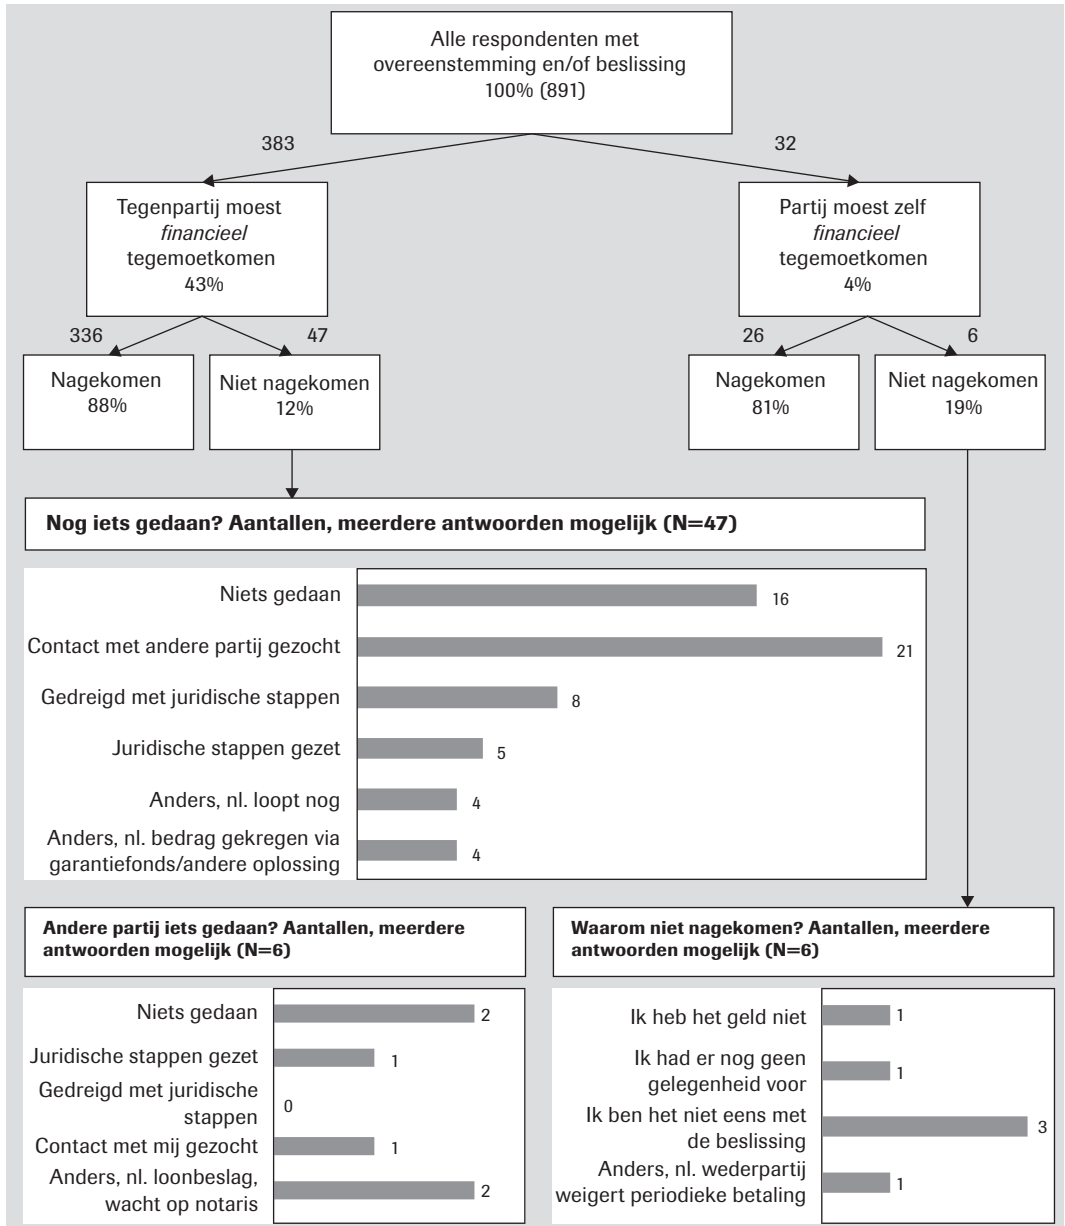 Alle respondenten met
overeenstemming en/of beslissing
100% (891)
383
32
Tegenpartij moest
financieel
tegemoetkomen
43%
Partij moest zelf
financieel
tegemoetkomen
4%
336
47
26
6
Nagekomen
88%
Niet nagekomen
12%
Nagekomen
81%
Niet nagekomen
19%
Nog iets gedaan? Aantallen, meerdere antwoorden mogelijk (N=47)
Niets gedaan
16
Contact met andere partij gezocht
21
Gedreigd met juridische stappen
8
Juridische stappen gezet
5
Anders, nl. loopt nog
4
Anders, nl. bedrag gekregen via
garantiefonds/andere oplossing
4
Andere partij iets gedaan? Aantallen, meerdere
antwoorden mogelijk (N=6)
Niets gedaan
2
Juridische stappen gezet
1
Gedreigd met juridische
stappen
0
Contact met mij gezocht
1
Anders, nl. loonbeslag,
wacht op notaris
2
Waarom niet nagekomen? Aantallen, meerdere
antwoorden mogelijk (N=6)
Ik heb het geld niet
1
Ik had er nog geen
gelegenheid voor
1
Ik ben het niet eens met
de beslissing
3
Anders, nl. wederpartij
weigert periodieke betaling
1